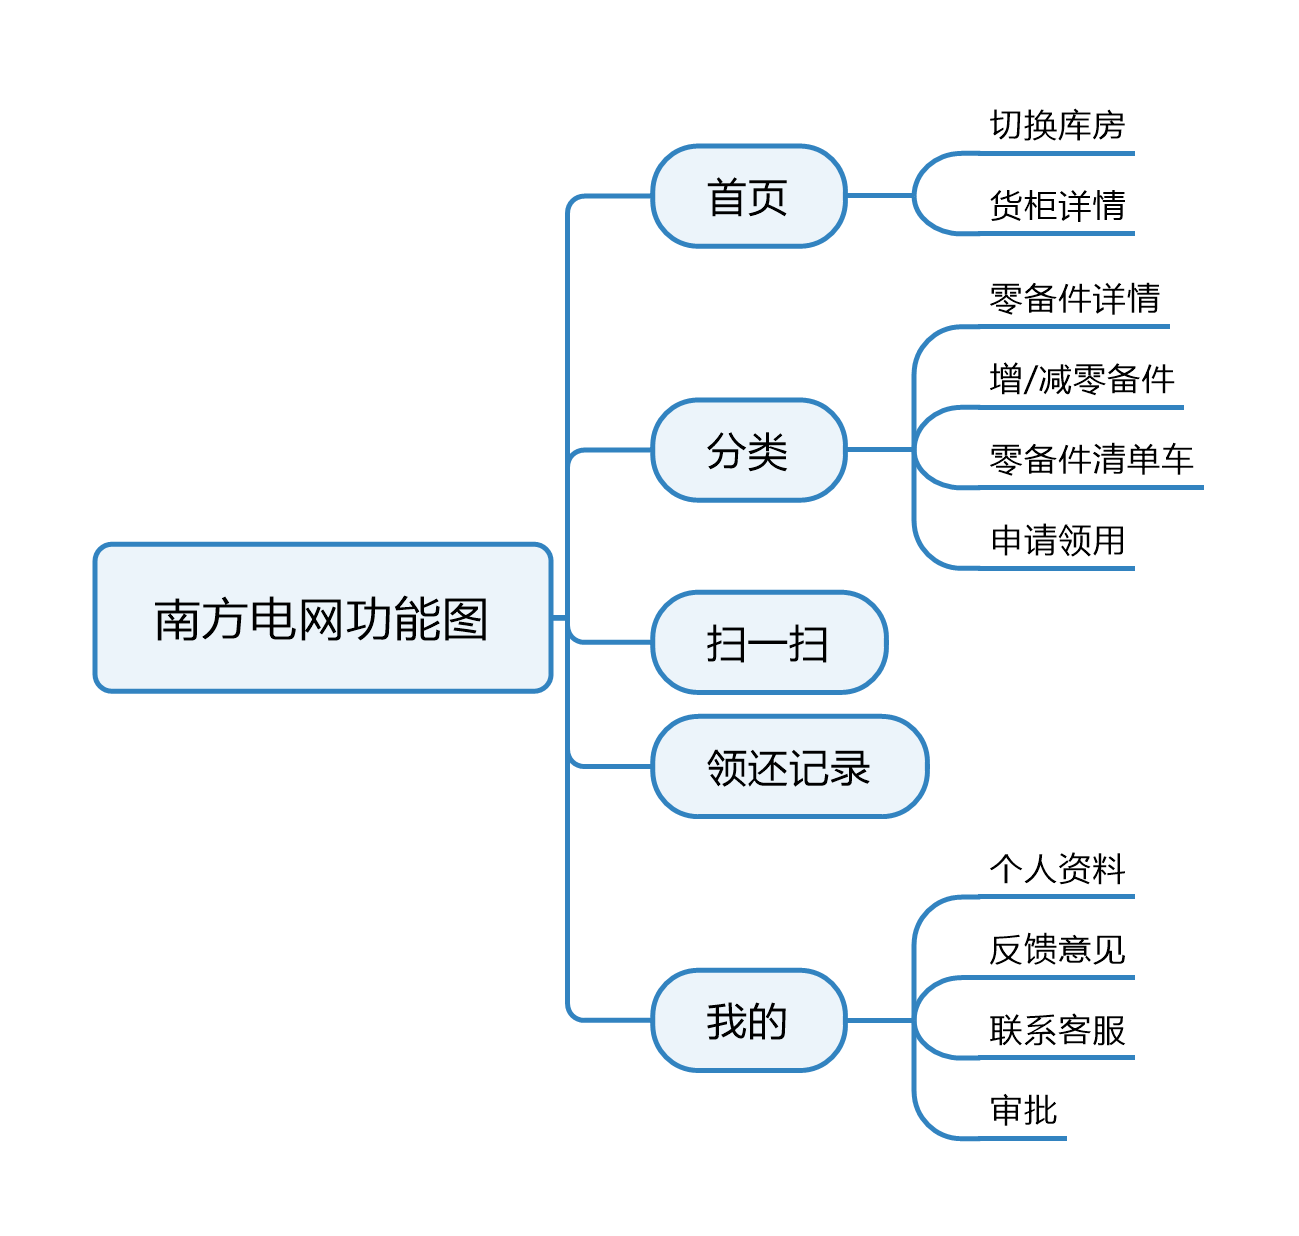 南方电网功能图
首页
切换库房
货柜详情
分类
零备件详情
增/减零备件
零备件清单车
申请领用
扫一扫
领还记录
我的
个人资料
反馈意见
联系客服
审批